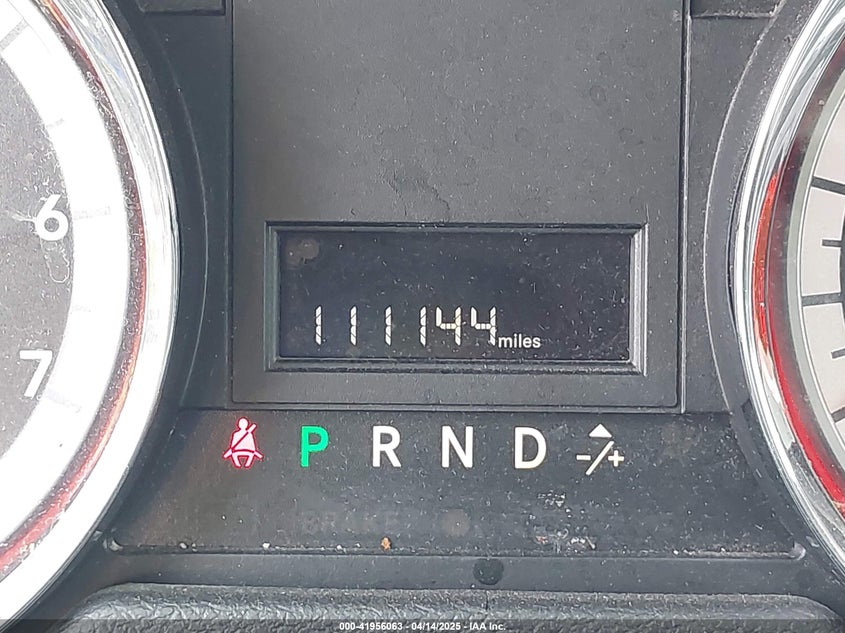 6
111144 miles
7
P R N D -/+
000-41956063 - 04/14/2025 - IAA Inc.